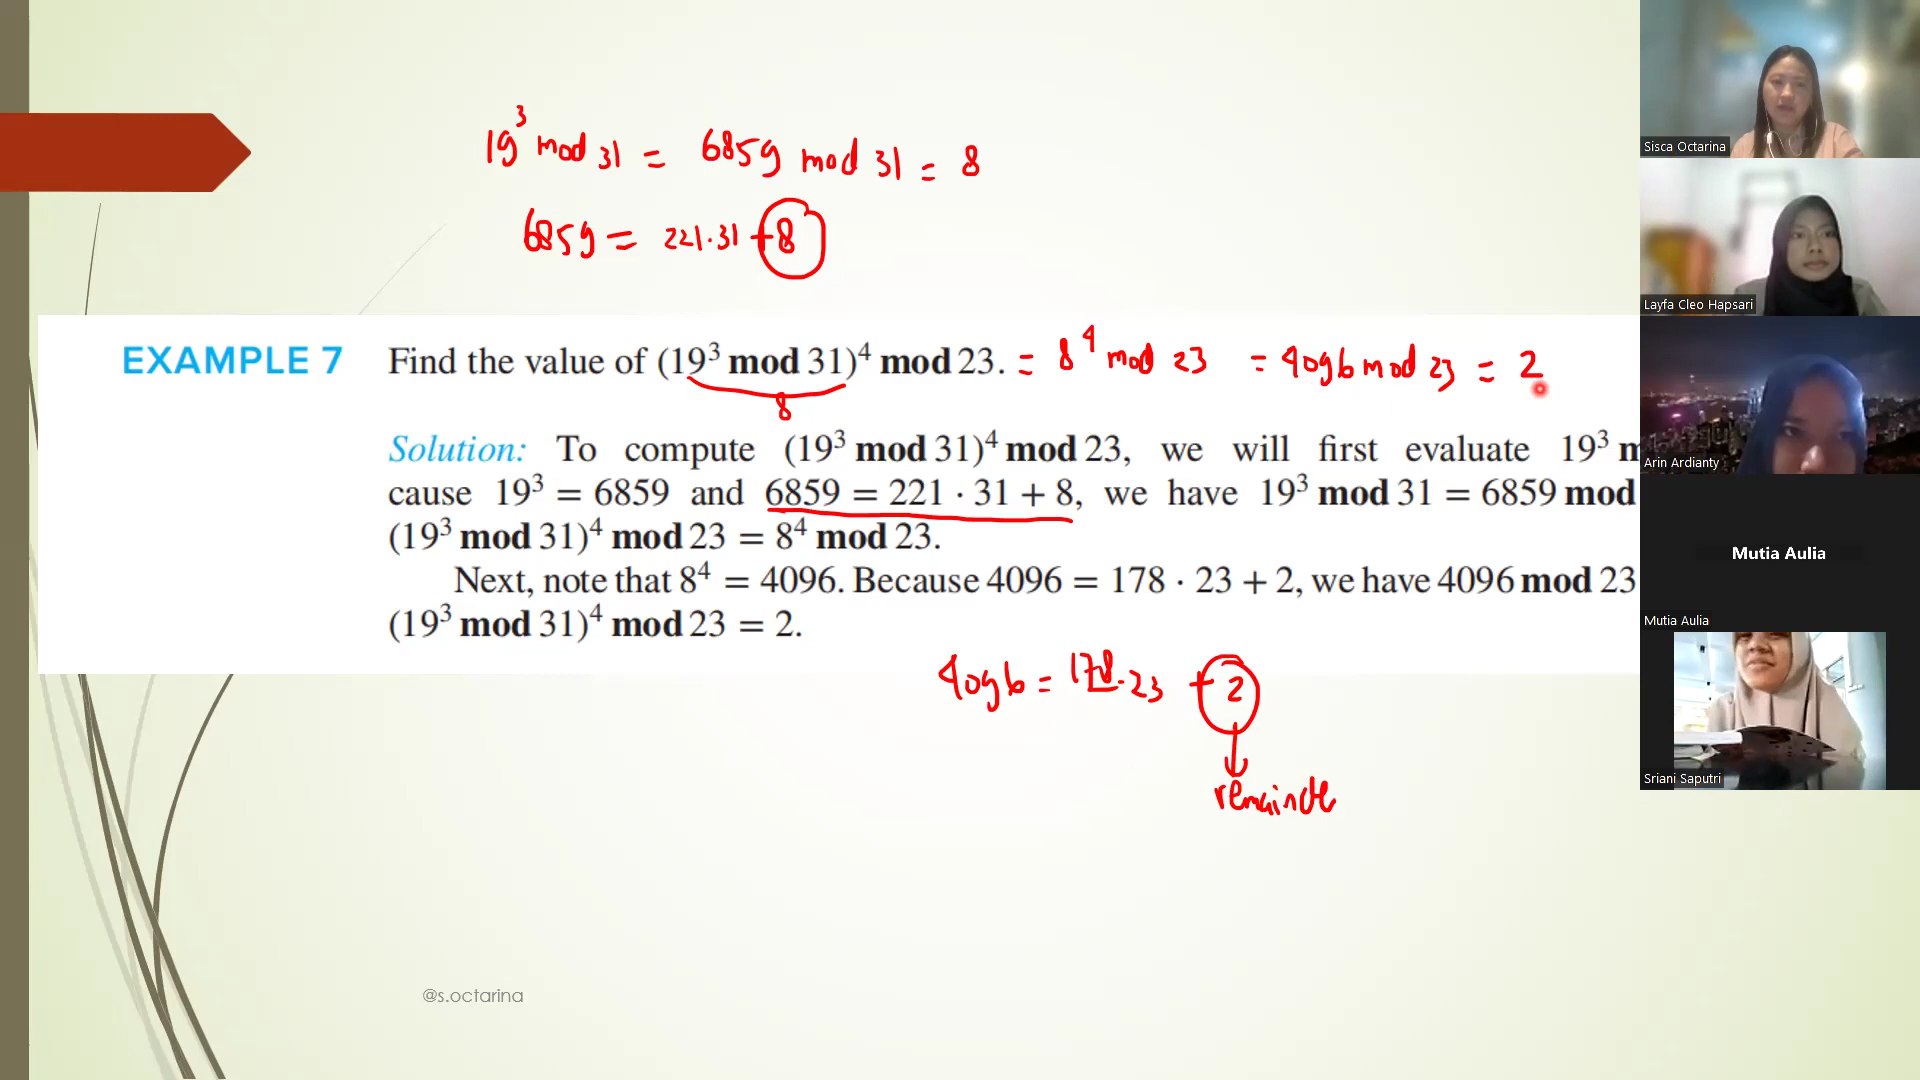 19³ mod 31 = 6859 mod 31 = 8
6859 = 221·31 + 8
EXAMPLE 7 Find the value of (19³ mod 31)⁴ mod 23. = 8⁴ mod 23 = 4096 mod 23 = 2
8
Solution: To compute (19³ mod 31)⁴ mod 23, we will first evaluate 19³ m
cause 19³ = 6859 and 6859 = 221 · 31 + 8, we have 19³ mod 31 = 6859 mod
(19³ mod 31)⁴ mod 23 = 8⁴ mod 23.
Next, note that 8⁴ = 4096. Because 4096 = 178 · 23 + 2, we have 4096 mod 23
(19³ mod 31)⁴ mod 23 = 2.
4096 = 178·23 + 2
@s.octarina
Sisca Octarina
Layfa Cleo Hapsari
Arin Ardianty
Mutia Aulia
Mutia Aulia
Sriani Saputri